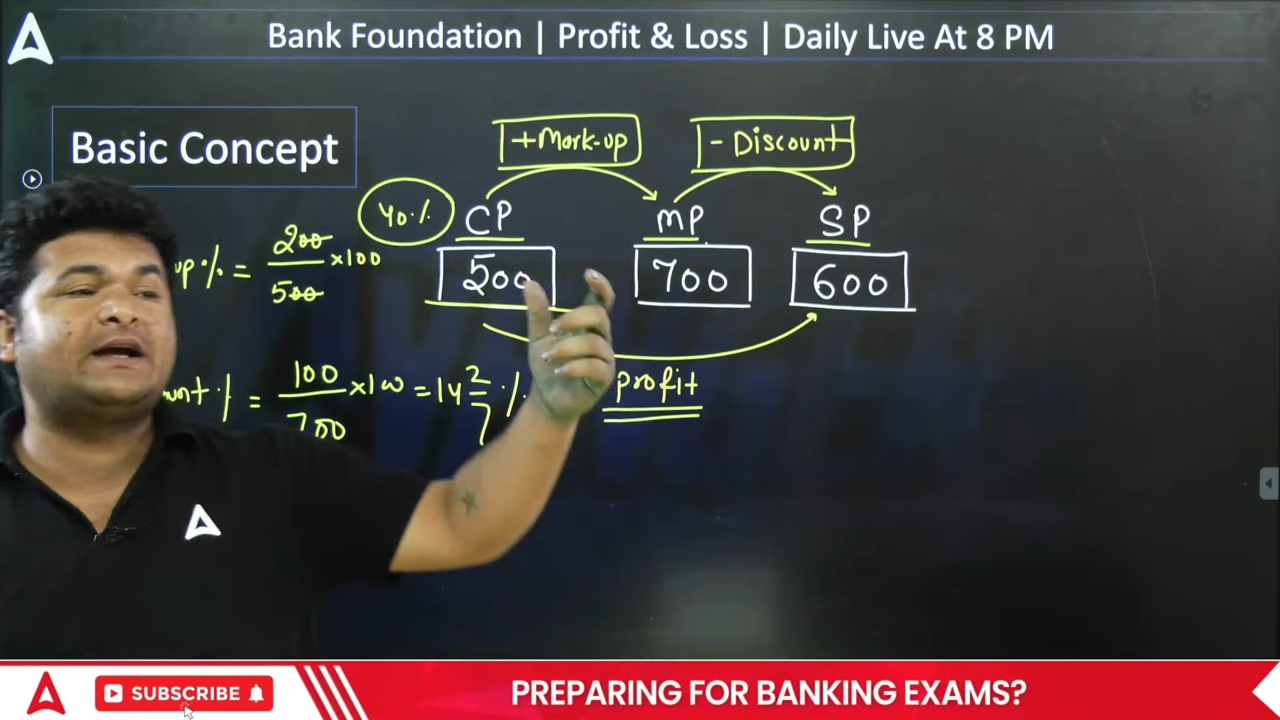 Bank Foundation | Profit & Loss | Daily Live At 8 PM
Basic Concept
+Mark-up
- Discount
40%
CP
MP
SP
500
700
600
up% = 200/500 ×100
ount% = 100/700 ×100 = 14 2/7 %
profit
SUBSCRIBE
PREPARING FOR BANKING EXAMS?